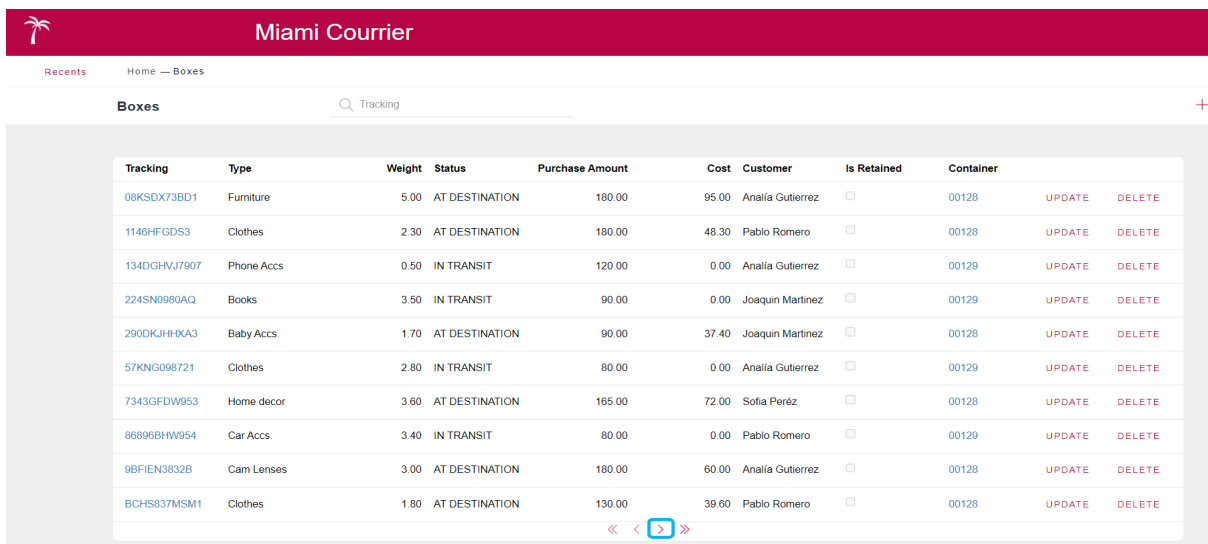 Miami Courrier
Recents Home — Boxes
Boxes Tracking
Tracking Type Weight Status Purchase Amount Cost Customer Is Retained Container
08KSDX73BD1 Furniture 5.00 AT DESTINATION 180.00 95.00 Analía Gutierrez 00128 UPDATE DELETE
1146HFGDS3 Clothes 2.30 AT DESTINATION 180.00 48.30 Pablo Romero 00128 UPDATE DELETE
134DGHVJ7907 Phone Accs 0.50 IN TRANSIT 120.00 0.00 Analía Gutierrez 00129 UPDATE DELETE
224SN0980AQ Books 3.50 IN TRANSIT 90.00 0.00 Joaquin Martinez 00129 UPDATE DELETE
290DKJHHXA3 Baby Accs. 1.70 AT DESTINATION 90.00 37.40 Joaquin Martinez 00128 UPDATE DELETE
57KNG098721 Clothes 2.80 IN TRANSIT 80.00 0.00 Analía Gutierrez 00129 UPDATE DELETE
7343GFDW953 Home decor 3.60 AT DESTINATION 165.00 72.00 Sofia Peréz 00128 UPDATE DELETE
86896BHW954 Car Accs. 3.40 IN TRANSIT 80.00 0.00 Pablo Romero 00129 UPDATE DELETE
9BFIEN3832B Cam Lenses 3.00 AT DESTINATION 180.00 60.00 Analía Gutierrez 00128 UPDATE DELETE
BCHS837MSM1 Clothes 1.80 AT DESTINATION 130.00 39.60 Pablo Romero 00128 UPDATE DELETE